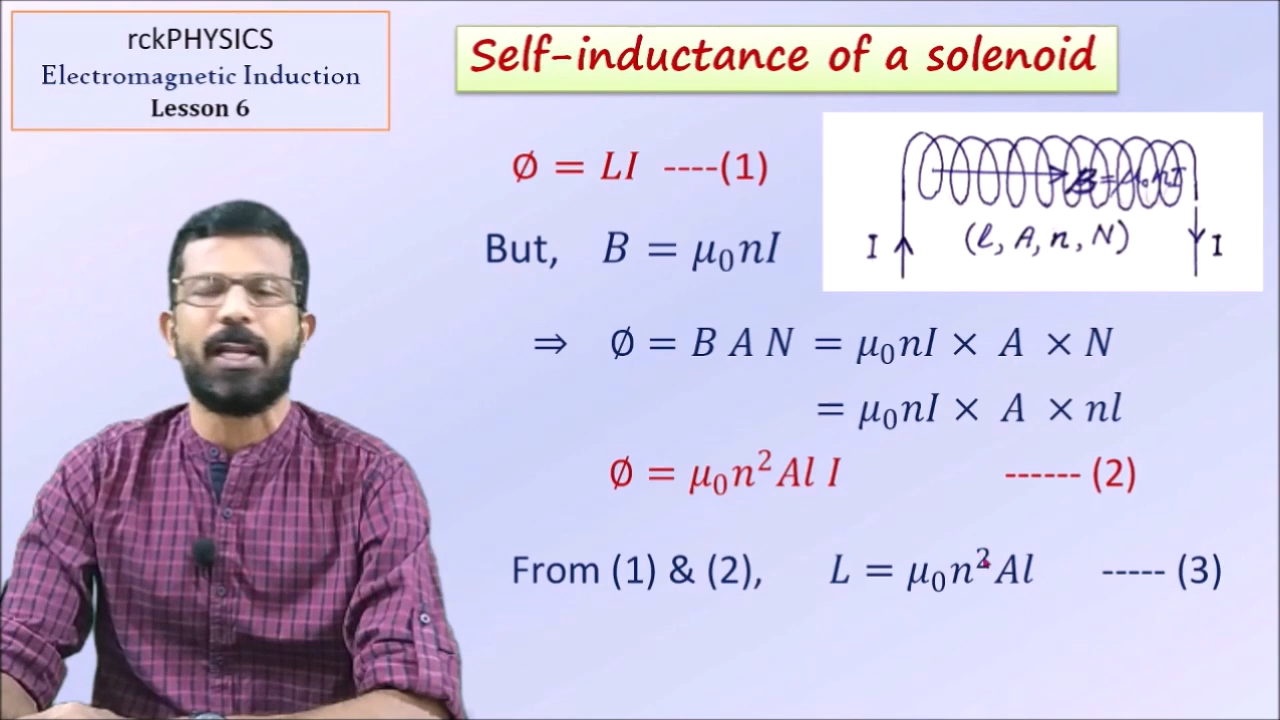 rckPHYSICS
Electromagnetic Induction
Lesson 6
Self-inductance of a solenoid
∅ = LI ----(1)
But, B = μ₀nI
B = μ₀nI
(l, A, n, N)
I
I
⇒ ∅ = B A N = μ₀nI × A × N
= μ₀nI × A × nl
∅ = μ₀n²Al I ------ (2)
From (1) & (2), L = μ₀n²Al ----- (3)